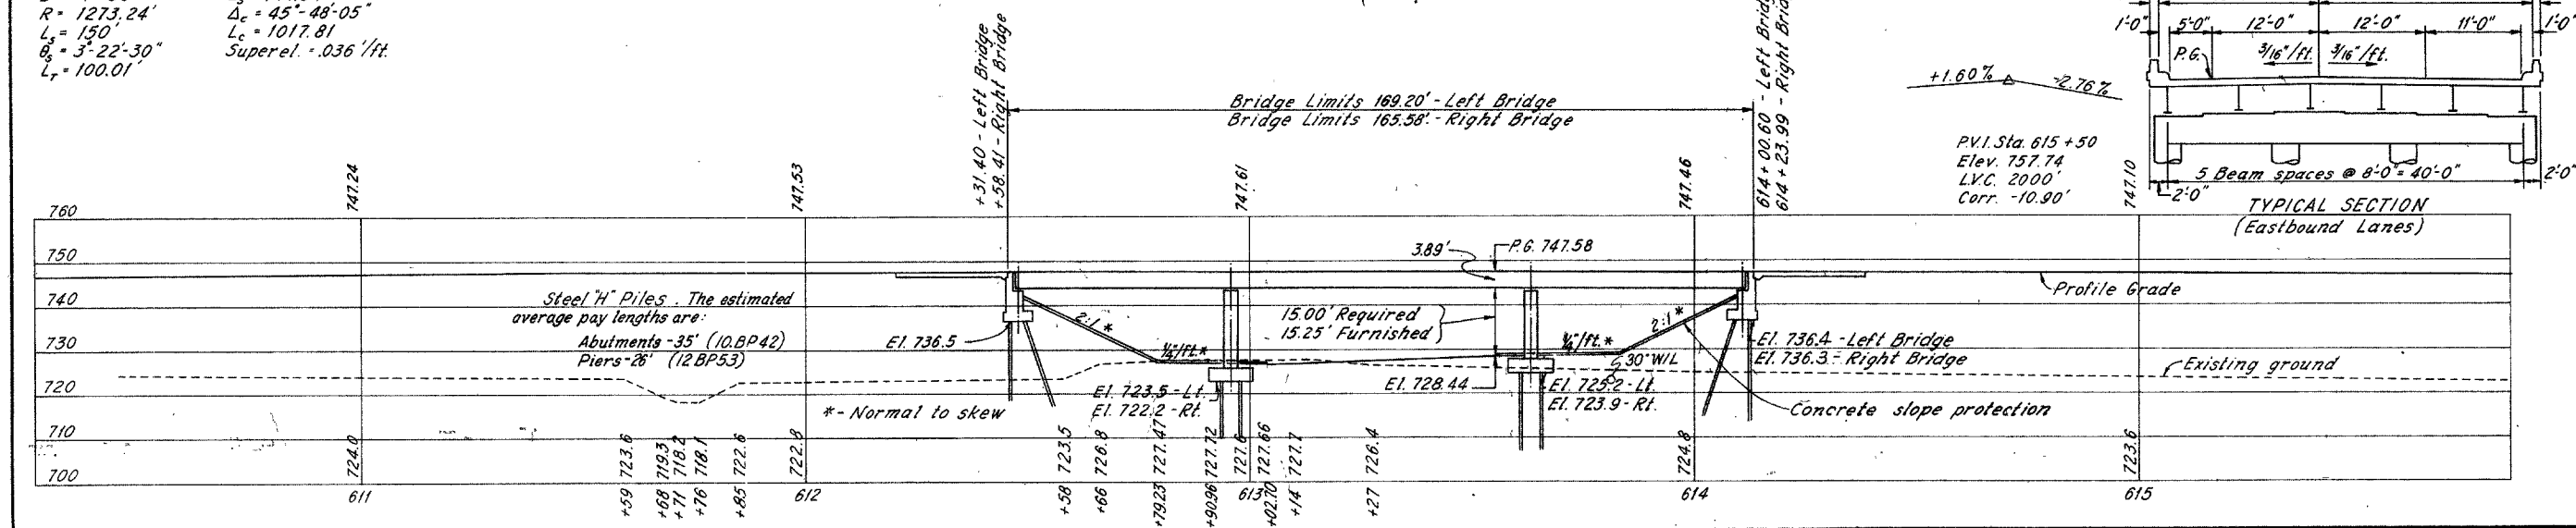 R = 1273.24'
Δc = 45°-48'-05"
Ls = 150'
Lc = 1017.81
θs = 3°-22'-30"
Superel. = .036'/ft.
LT = 100.01'
+31.40 - Left Bridge
+58.41 - Right Bridge
Bridge Limits 169.20' - Left Bridge
Bridge Limits 165.58' - Right Bridge
614 + 00.60 - Left Bridge
614 + 23.99 - Right Bridge
+1.60% -2.76%
P.V.I. Sta. 615 + 50
Elev. 757.74
L.V.C. 2000'
Corr. -10.90'
1'-0" 5'-0" 12'-0" 12'-0" 11'-0" 1'-0"
P.G. 3/16"/ft. 3/16"/ft.
5 Beam spaces @ 8'-0" = 40'-0"
2'-0" 2'-0"
TYPICAL SECTION
(Eastbound Lanes)
747.24 747.53 747.61 747.46 747.10
760
750
740
730
720
710
700
3.89' P.G. 747.58
Profile Grade
Steel "H" Piles. The estimated
average pay lengths are:
Abutments - 35' (10BP42)
Piers - 26' (12BP53)
El. 736.5
2:1 *
1/4"/ft. *
15.00' Required
15.25' Furnished
1/4"/ft. *
2:1 *
El. 736.4 - Left Bridge
El. 736.3 - Right Bridge
30" W/L
Existing ground
El. 723.5 - Lt.
El. 722.2 - Rt.
El. 728.44
El. 725.2 - Lt.
El. 723.9 - Rt.
* - Normal to skew
Concrete slope protection
724.0 723.6 719.3 718.2 718.1 722.6 722.8 723.5 726.8 727.47 727.72 727.6 727.66 727.7 726.4 724.8 723.6
611 +59 +68 +71 +76 +85 612 +58 +66 +79.23 +90.96 613 +02.70 +14 +27 614 615